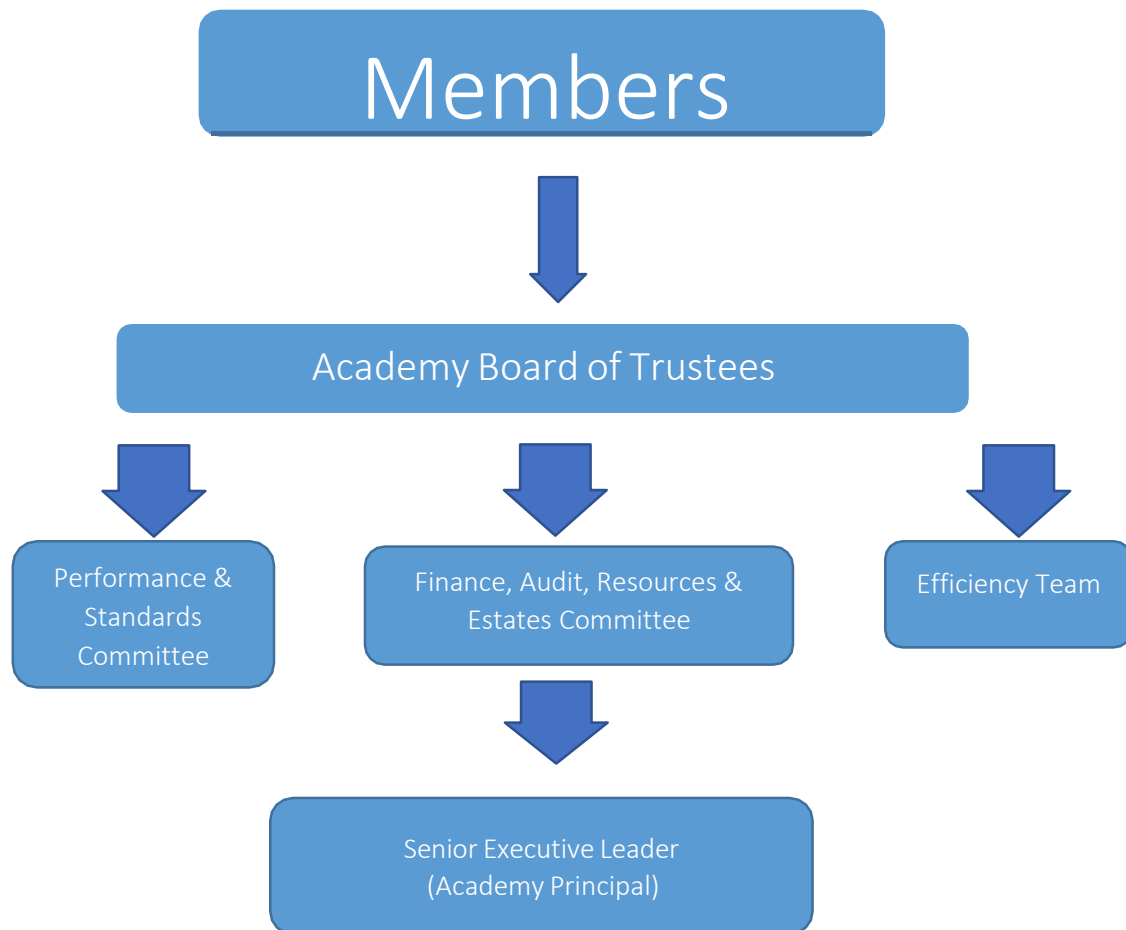 Members
Academy Board of Trustees
Performance &
Standards
Committee
Finance, Audit, Resources &
Estates Committee
Efficiency Team
Senior Executive Leader
(Academy Principal)